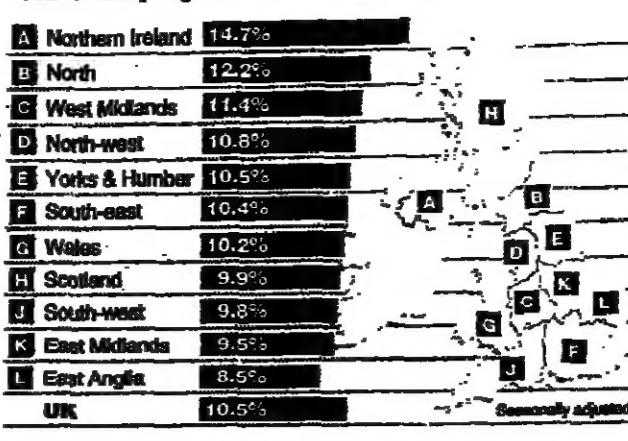 A Northern Ireland 14.7%
B North 12.2%
C West Midlands 11.4%
D North-west 10.8%
E Yorks & Humber 10.5%
F South-east 10.4%
G Wales 10.2%
H Scotland 9.9%
J South-west 9.8%
K East Midlands 9.5%
L East Anglia 8.5%
UK 10.5%
H
A
B
E
D
K
C
L
G
F
J
Seasonally adjusted